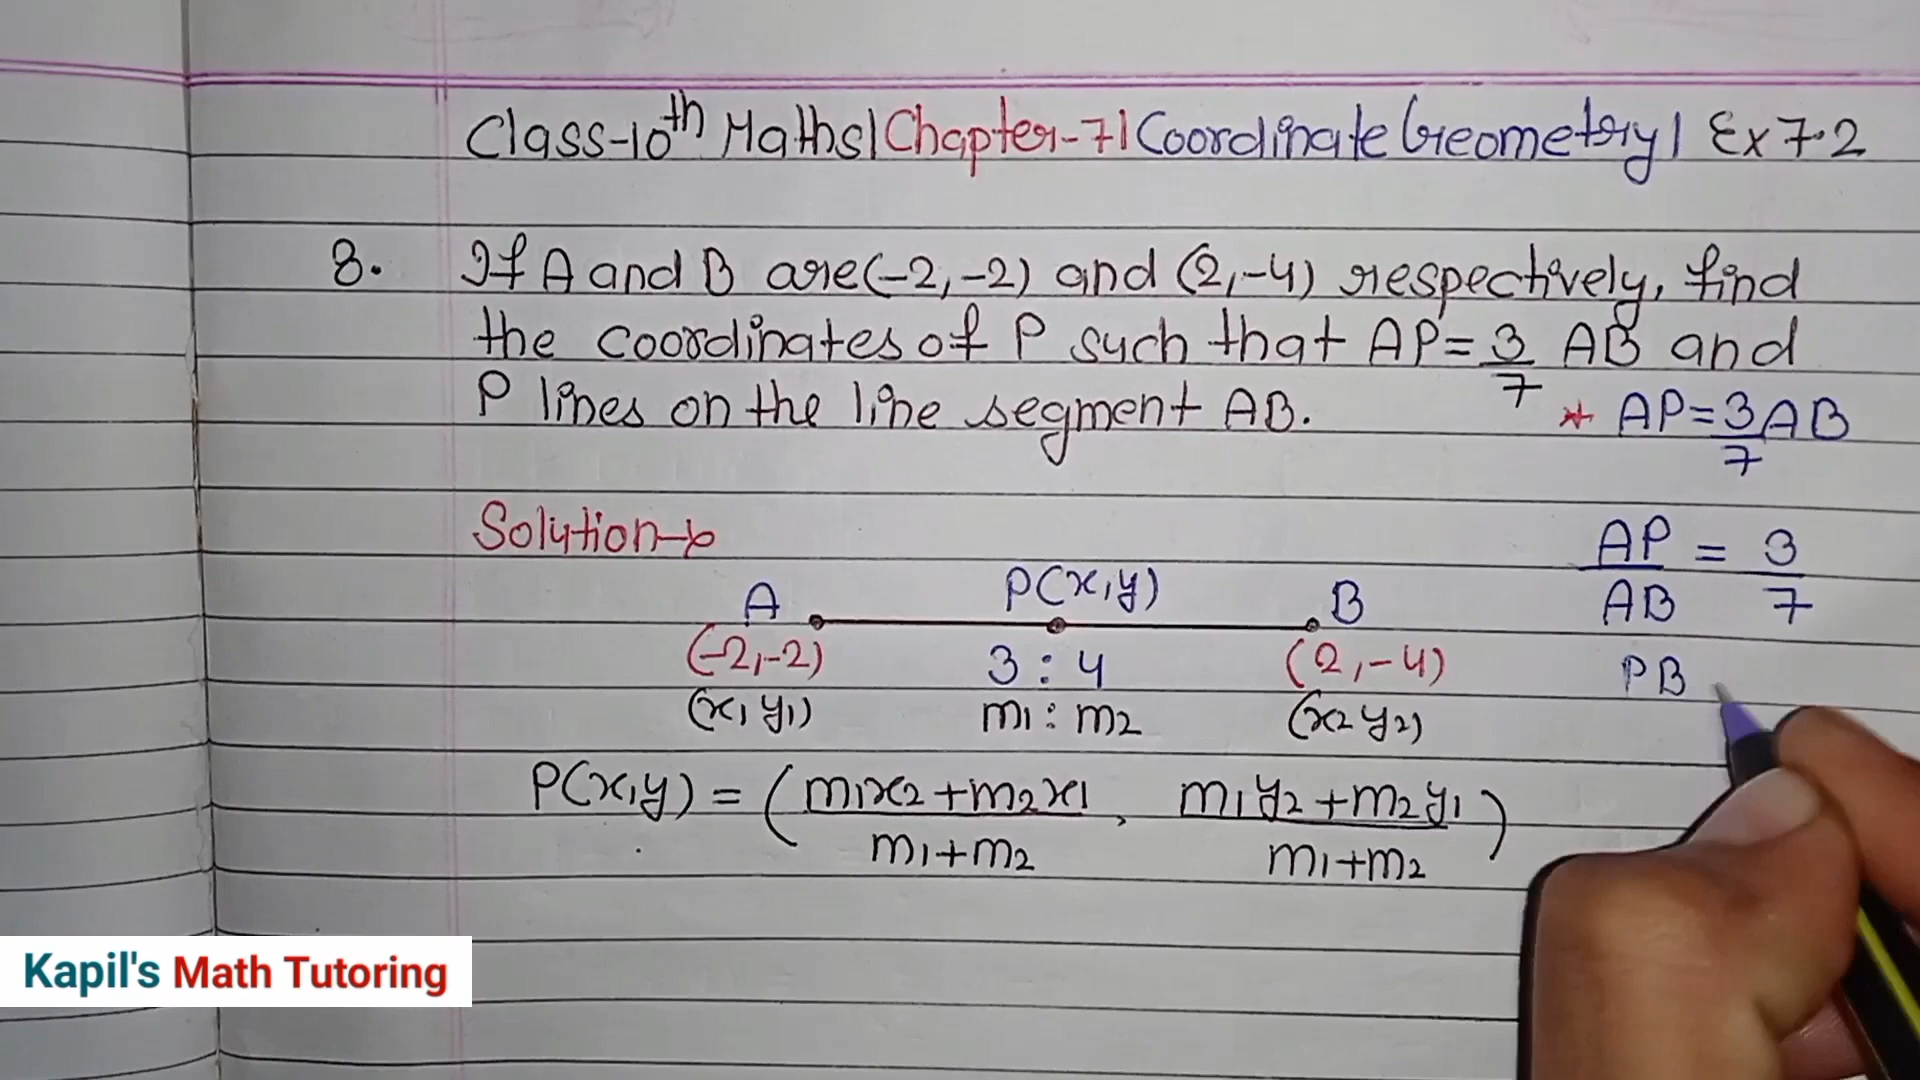 Class-10th Maths|Chapter-7|Coordinate Geometry| Ex 7.2
8. If A and B are (-2,-2) and (2,-4) respectively, find
the coordinates of P such that AP = 3/7 AB and
P lines on the line segment AB.
* AP = 3/7 AB
Solution→
AP/AB = 3/7
A P(x,y) B
(-2,-2) 3 : 4 (2,-4)
PB
(x1 y1) m1 : m2 (x2 y2)
P(x,y) = ( m1x2+m2x1 / m1+m2 , m1y2+m2y1 / m1+m2 )
Kapil's Math Tutoring